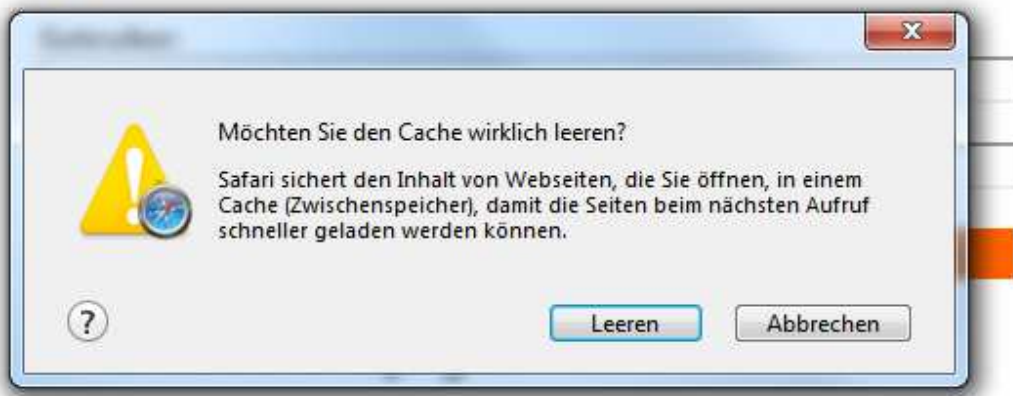 Möchten Sie den Cache wirklich leeren?
Safari sichert den Inhalt von Webseiten, die Sie öffnen, in einem
Cache (Zwischenspeicher), damit die Seiten beim nächsten Aufruf
schneller geladen werden können.
?
Leeren
Abbrechen